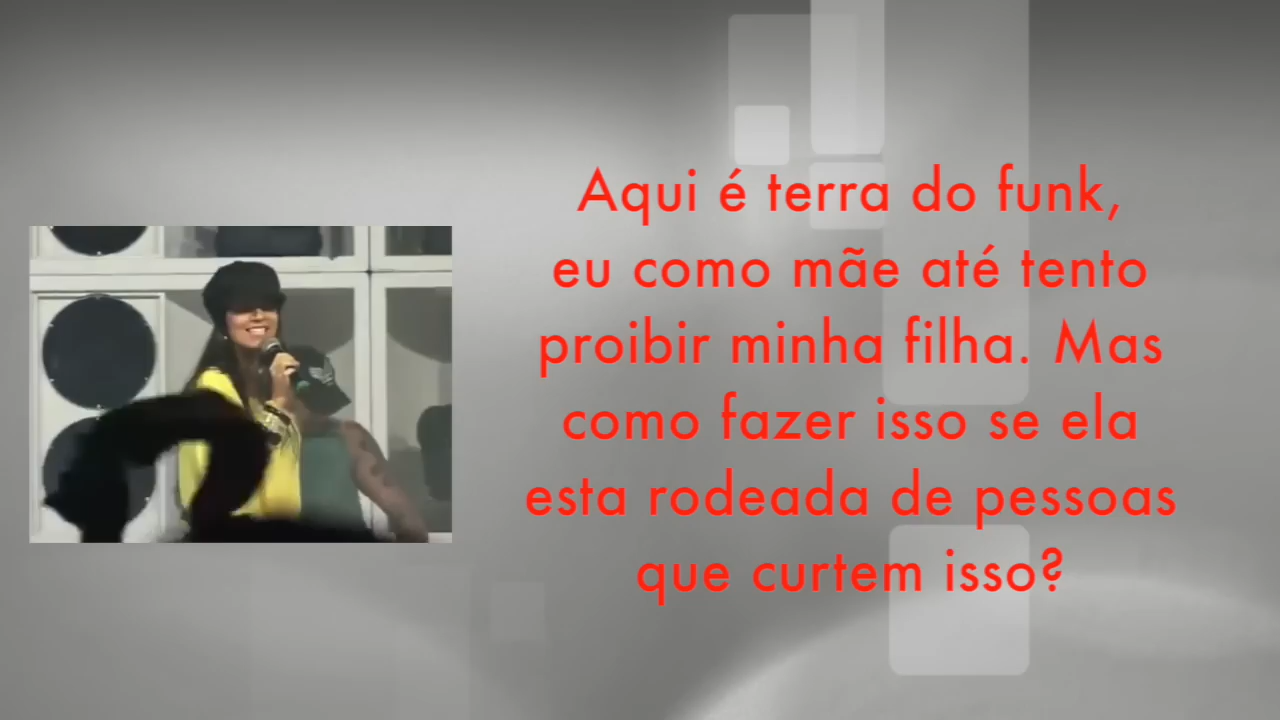 Aqui é terra do funk,
eu como mãe até tento
proibir minha filha. Mas
como fazer isso se ela
esta rodeada de pessoas
que curtem isso?